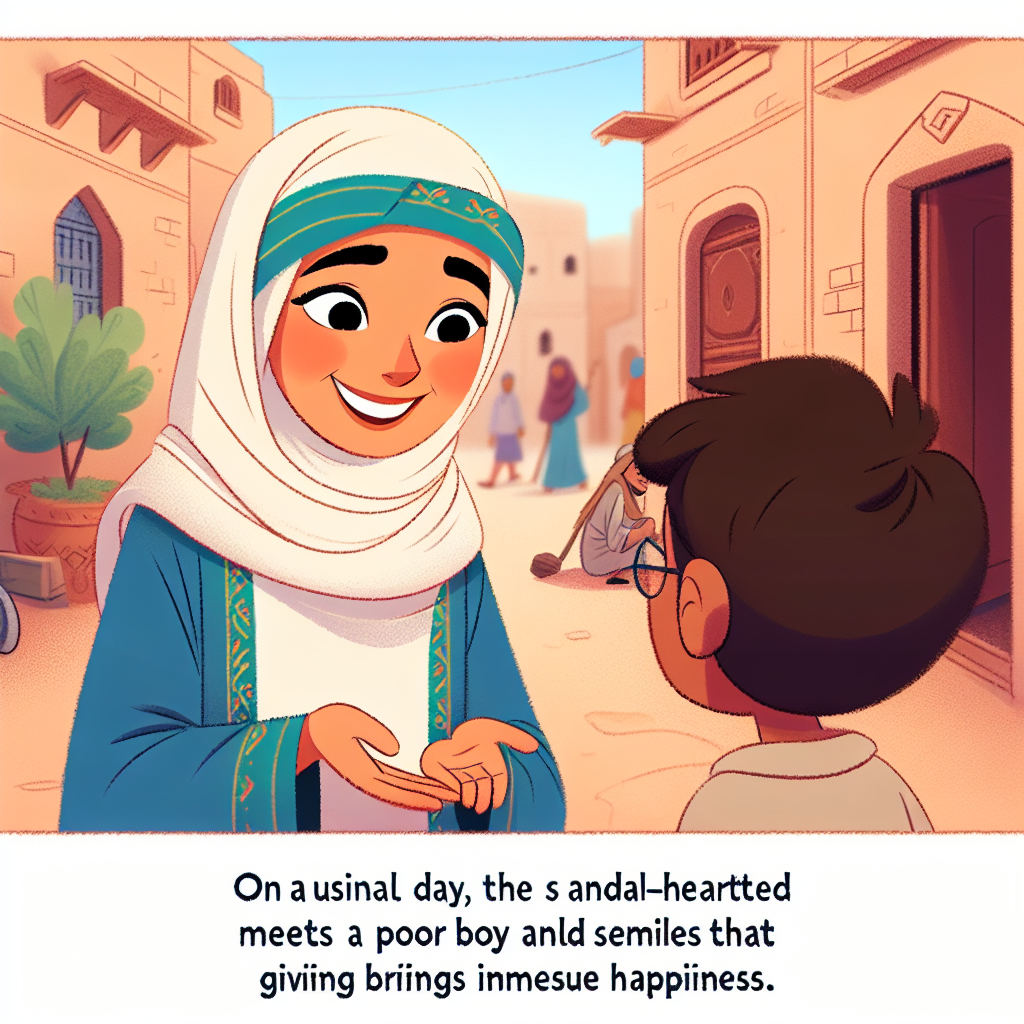 On a usinal day, the s andal-heartted
meets a poor boy anld semiles that
giviing briings inmesue happiiness.